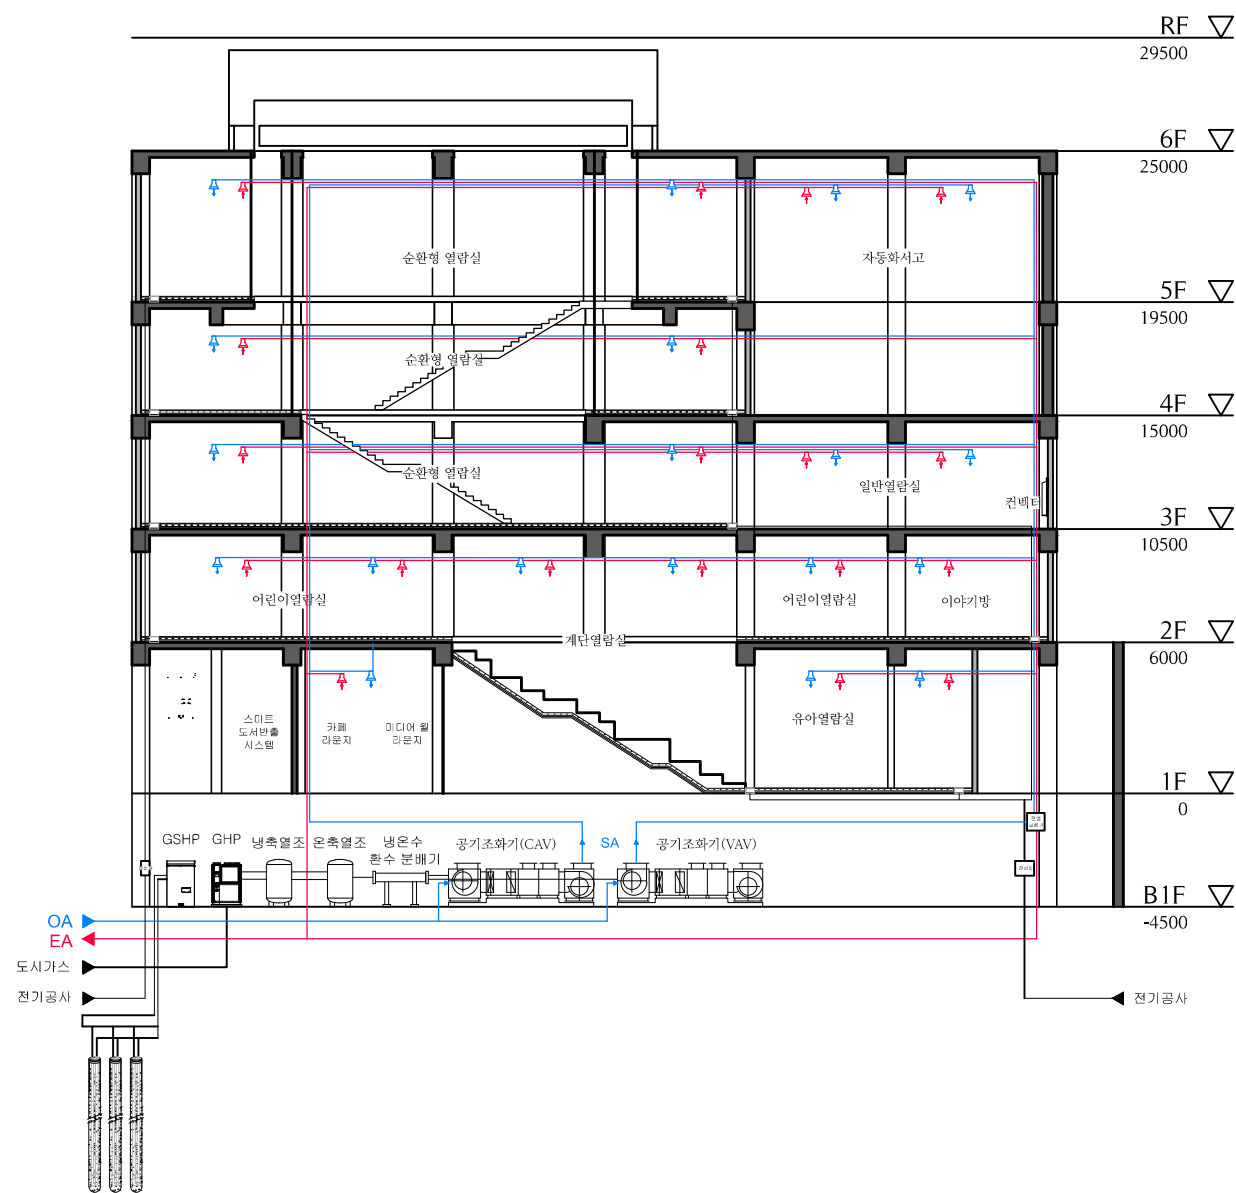 RF
29500
6F
25000
순환형 열람실
자동화서고
5F
19500
순환형 열람실
4F
15000
순환형 열람실
일반열람실
컨벡터
3F
10500
어린이열람실
어린이열람실
이야기방
계단열람실
2F
6000
스마트
도서반출
시스템
카페
라운지
미디어 월
라운지
유아열람실
1F
0
GSHP
GHP
냉축열조
온축열조
냉온수
환수 분배기
공기조화기(CAV)
SA
공기조화기(VAV)
B1F
-4500
OA
EA
도시가스
전기공사
전기공사